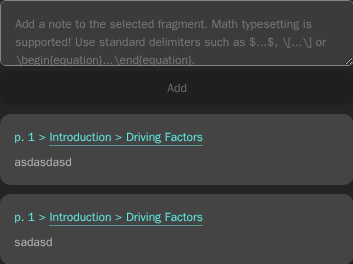 Add a note to the selected fragment. Math typesetting is
supported! Use standard delimiters such as $...$, \[...\] or
\begin{equation}...\end{equation}.
Add
p. 1 > Introduction > Driving Factors
asdasdasd
p. 1 > Introduction > Driving Factors
sadasd